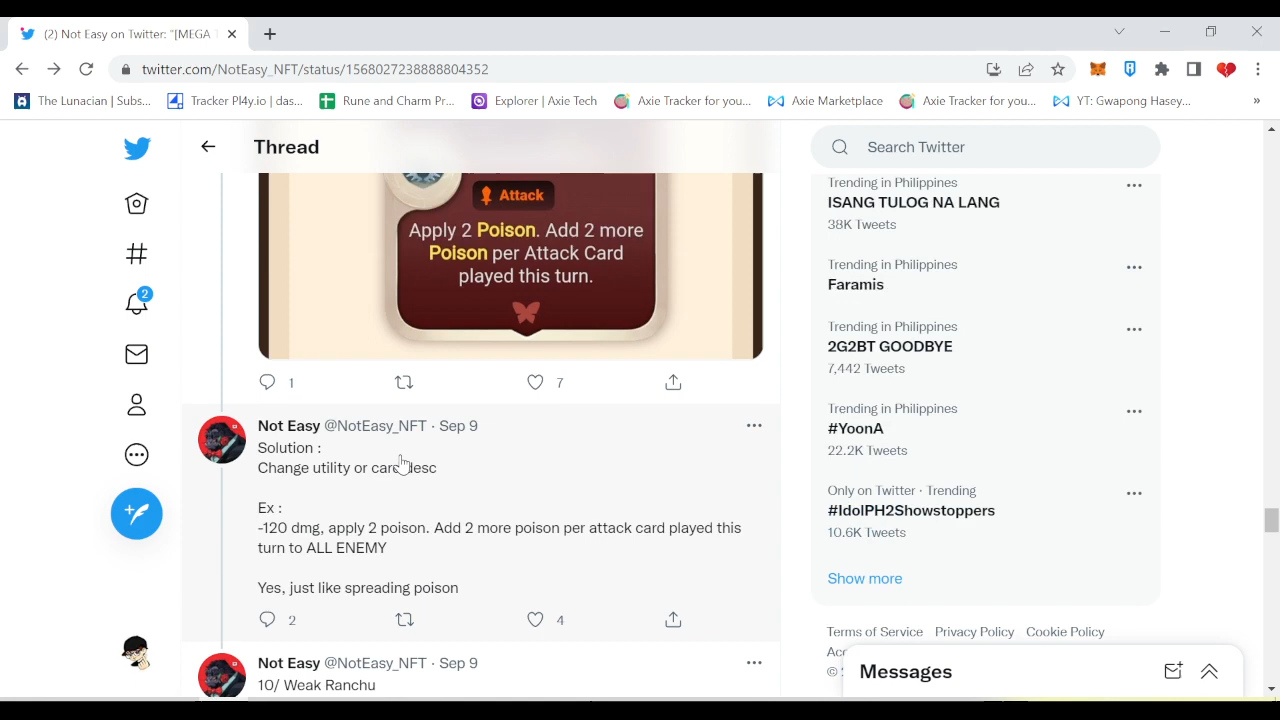 (2) Not Easy on Twitter: "[MEGA
twitter.com/NotEasy_NFT/status/1568027238888804352
The Lunacian | Subs...
Tracker Pl4y.io | das...
Rune and Charm Pr...
Explorer | Axie Tech
Axie Tracker for you...
Axie Marketplace
Axie Tracker for you...
YT: Gwapong Hasey...
»
Thread
Attack
Apply 2 Poison. Add 2 more
Poison per Attack Card
played this turn.
1
7
Not Easy @NotEasy_NFT · Sep 9
Solution :
Change utility or card desc
Ex :
-120 dmg, apply 2 poison. Add 2 more poison per attack card played this
turn to ALL ENEMY
Yes, just like spreading poison
2
4
Not Easy @NotEasy_NFT · Sep 9
10/ Weak Ranchu
2
Search Twitter
Trending in Philippines
ISANG TULOG NA LANG
38K Tweets
Trending in Philippines
Faramis
Trending in Philippines
2G2BT GOODBYE
7,442 Tweets
Trending in Philippines
#YoonA
22.2K Tweets
Only on Twitter · Trending
#IdolPH2Showstoppers
10.6K Tweets
Show more
Terms of Service Privacy Policy Cookie Policy
Messages